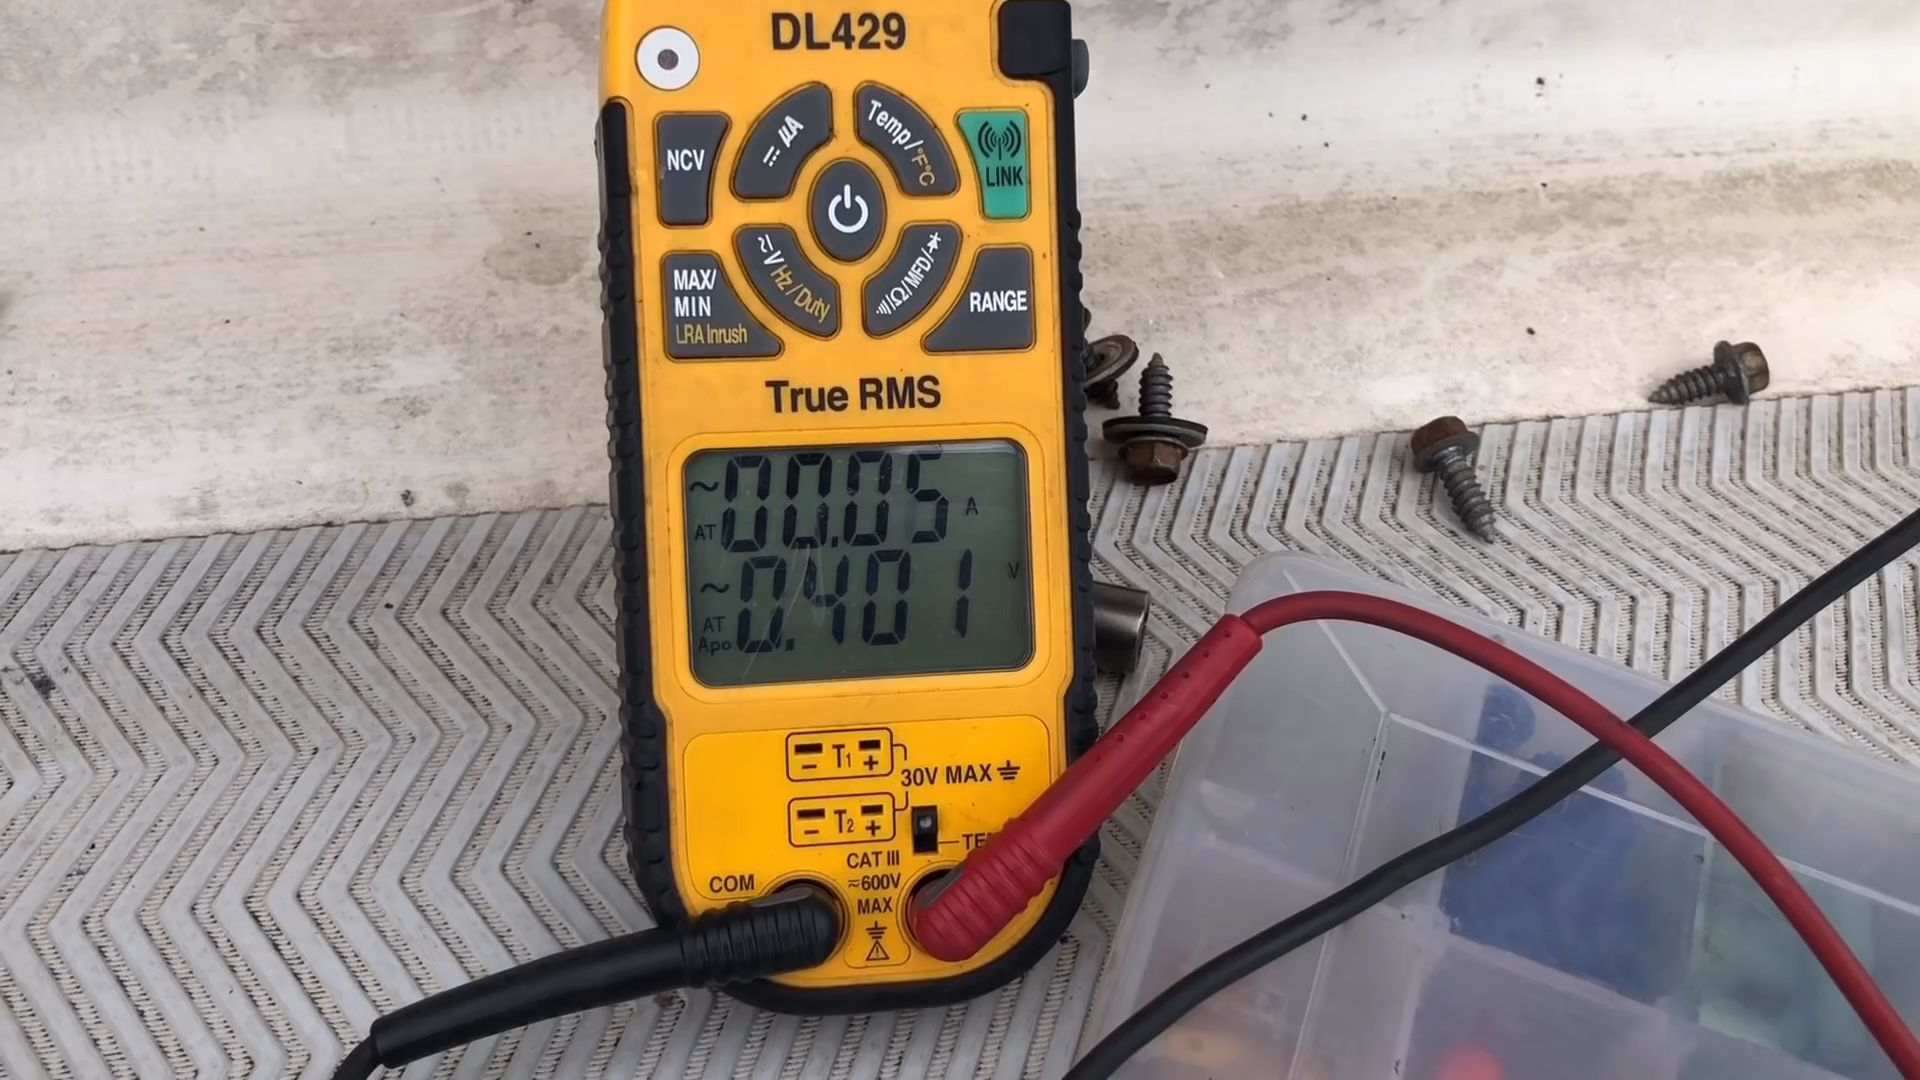 DL429
NCV
⎓ µA
Temp/°F°C
LINK
MAX/
MIN
LRA Inrush
≂V Hz/Duty
Ω/MFD/
RANGE
True RMS
~ 00.05 A
AT
~ 0.401 V
AT
Apo
T1
- +
30V MAX
T2
- +
CAT III
≂600V
MAX
COM